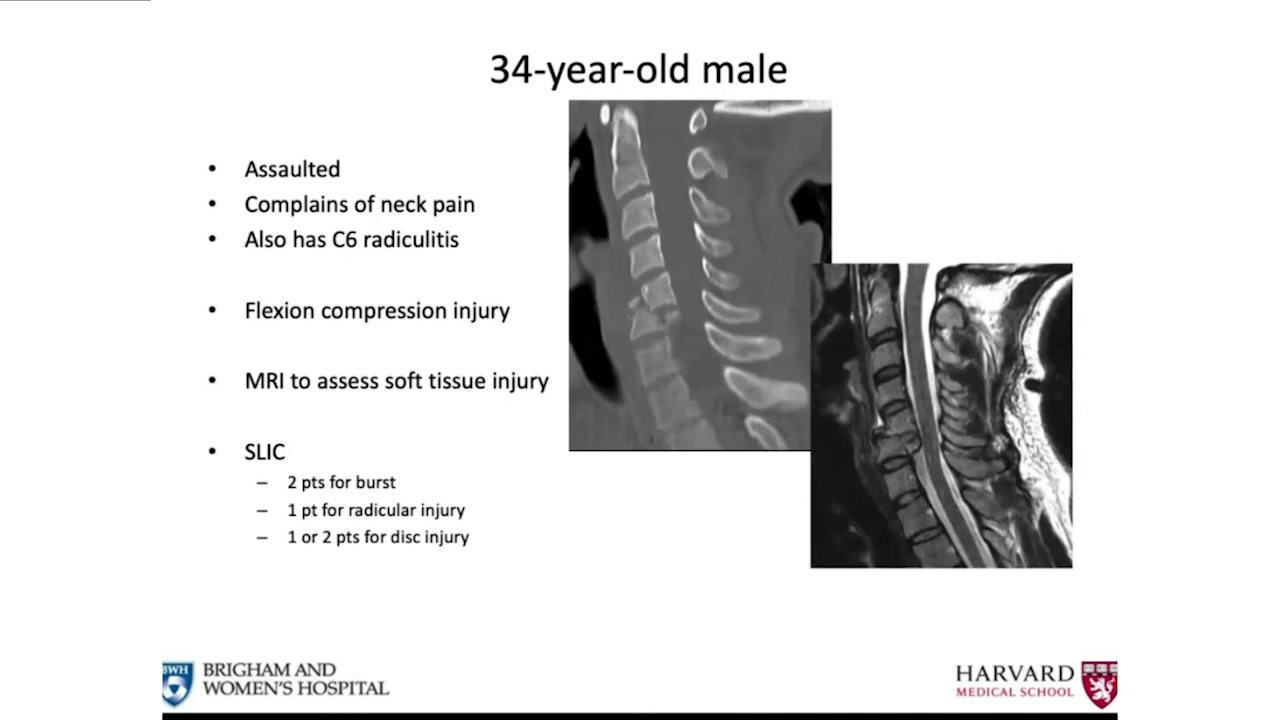 34-year-old male
• Assaulted
• Complains of neck pain
• Also has C6 radiculitis
• Flexion compression injury
• MRI to assess soft tissue injury
• SLIC
– 2 pts for burst
– 1 pt for radicular injury
– 1 or 2 pts for disc injury
BWH
BRIGHAM AND
WOMEN'S HOSPITAL
HARVARD
MEDICAL SCHOOL